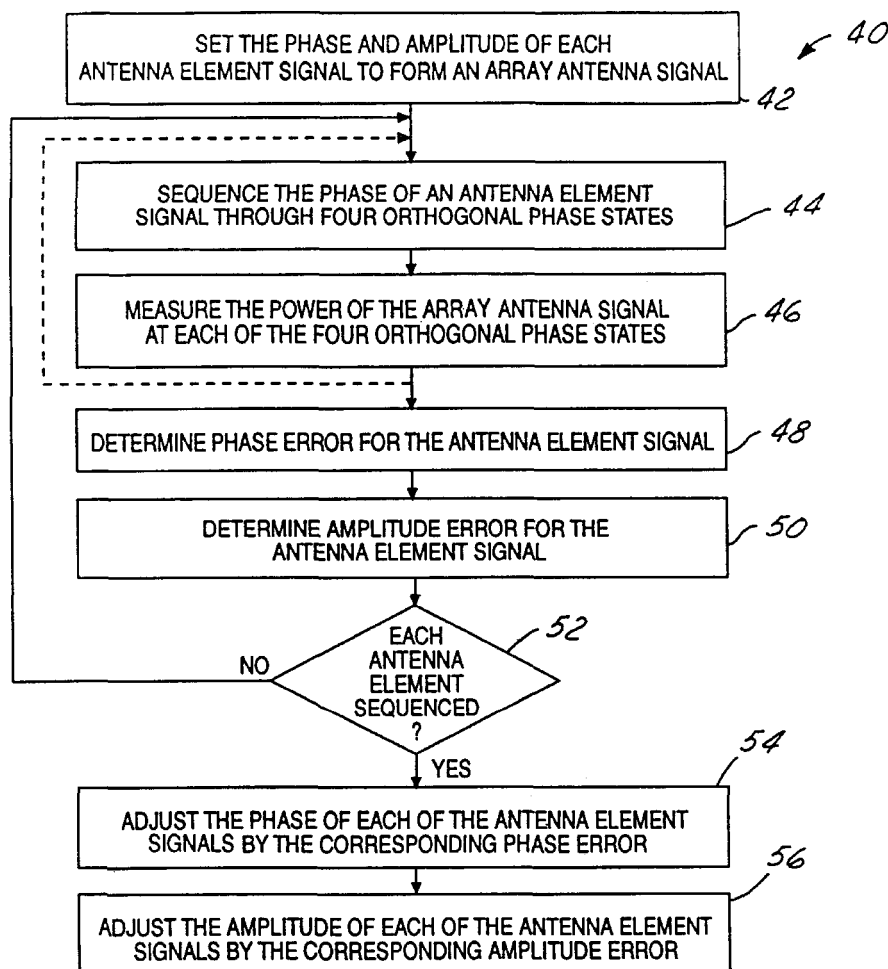 40
SET THE PHASE AND AMPLITUDE OF EACH
ANTENNA ELEMENT SIGNAL TO FORM AN ARRAY ANTENNA SIGNAL
42
SEQUENCE THE PHASE OF AN ANTENNA ELEMENT
SIGNAL THROUGH FOUR ORTHOGONAL PHASE STATES
44
MEASURE THE POWER OF THE ARRAY ANTENNA SIGNAL
AT EACH OF THE FOUR ORTHOGONAL PHASE STATES
46
DETERMINE PHASE ERROR FOR THE ANTENNA ELEMENT SIGNAL
48
DETERMINE AMPLITUDE ERROR FOR THE
ANTENNA ELEMENT SIGNAL
50
EACH
ANTENNA
ELEMENT
SEQUENCED
?
52
NO
YES
54
ADJUST THE PHASE OF EACH OF THE ANTENNA ELEMENT
SIGNALS BY THE CORRESPONDING PHASE ERROR
56
ADJUST THE AMPLITUDE OF EACH OF THE ANTENNA ELEMENT
SIGNALS BY THE CORRESPONDING AMPLITUDE ERROR